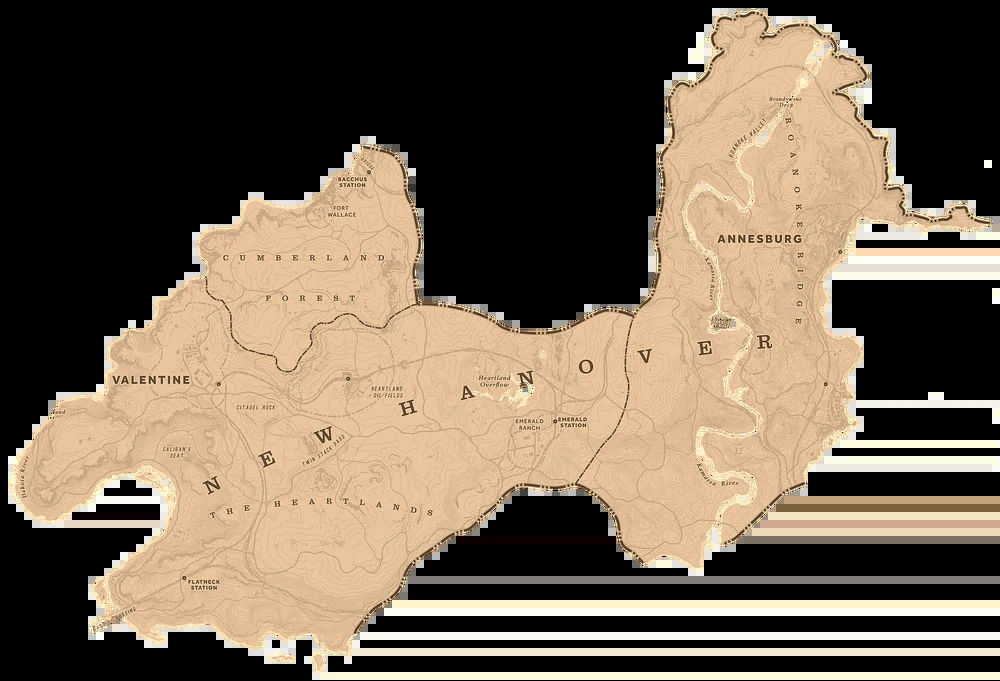 Brandywine
Drop
ROANOKE VALLEY
ROANOKE RIDGE
BACCHUS
STATION
FORT
WALLACE
ANNESBURG
CUMBERLAND
FOREST
Kamassa River
NEW HANOVER
VALENTINE
HEARTLAND
OIL FIELDS
Heartland
Overflow
CITADEL ROCK
EMERALD
RANCH
EMERALD
STATION
TWIN STACK PASS
CALIBAN'S
SEAT
Dakota River
Kamassa River
THE HEARTLANDS
FLATNECK
STATION